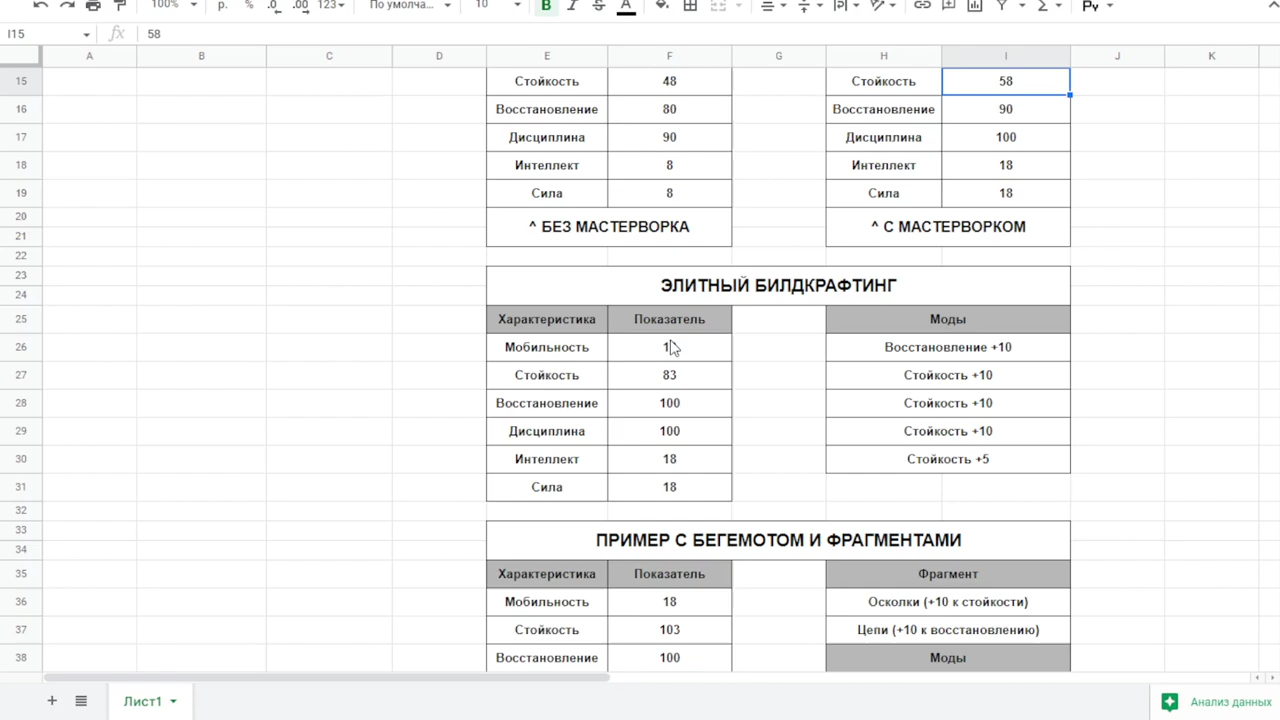 100% р. % .0 .00 123 По умолча... 10 B I S A
I15 fx 58
A B C D E F G H I J K
15 Стойкость 48 Стойкость 58
16 Восстановление 80 Восстановление 90
17 Дисциплина 90 Дисциплина 100
18 Интеллект 8 Интеллект 18
19 Сила 8 Сила 18
20
^ БЕЗ МАСТЕРВОРКА ^ С МАСТЕРВОРКОМ
21
22
23
ЭЛИТНЫЙ БИЛДКРАФТИНГ
24
25 Характеристика Показатель Моды
26 Мобильность Восстановление +10
27 Стойкость 83 Стойкость +10
28 Восстановление 100 Стойкость +10
29 Дисциплина 100 Стойкость +10
30 Интеллект 18 Стойкость +5
31 Сила 18
32
33
ПРИМЕР С БЕГЕМОТОМ И ФРАГМЕНТАМИ
34
35 Характеристика Показатель Фрагмент
36 Мобильность 18 Осколки (+10 к стойкости)
37 Стойкость 103 Цепи (+10 к восстановлению)
38 Восстановление 100 Моды
Лист1 Анализ данных